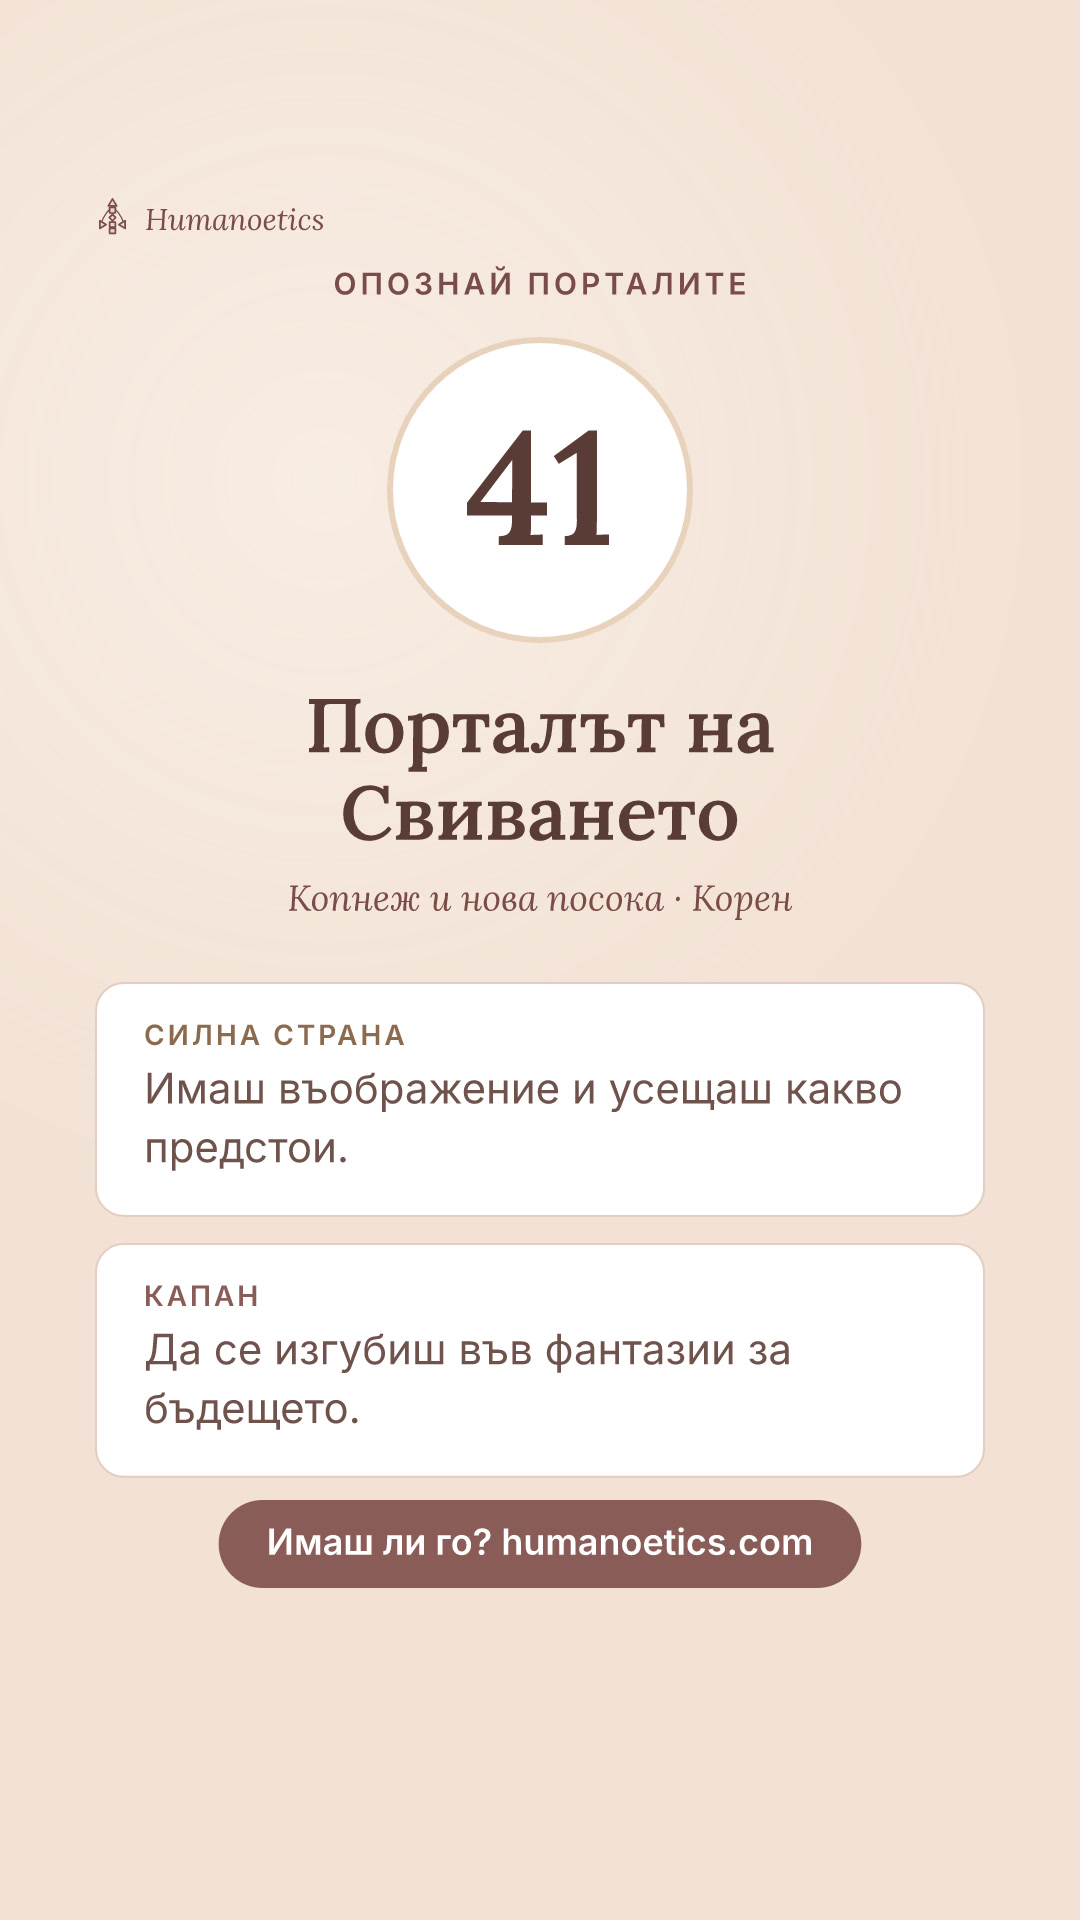 Humanoetics
ОПОЗНАЙ ПОРТАЛИТЕ
41
Порталът на
Свиването
Копнеж и нова посока · Корен
СИЛНА СТРАНА
Имаш въображение и усещаш какво
предстои.
КАПАН
Да се изгубиш във фантазии за
бъдещето.
Имаш ли го? humanoetics.com